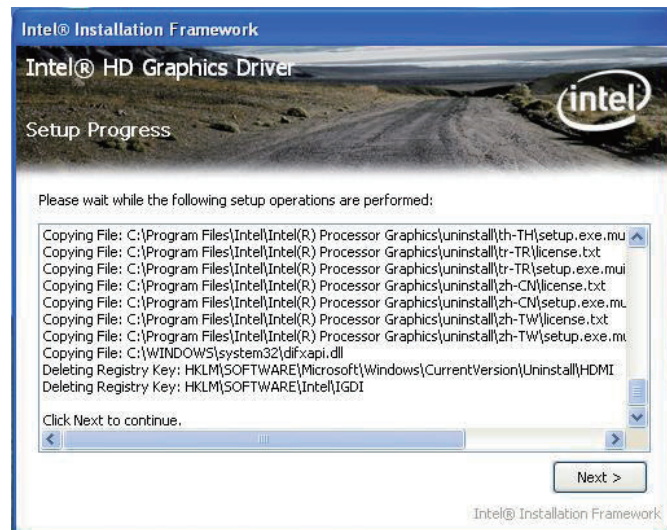 Intel® Installation Framework
Intel® HD Graphics Driver
intel
Setup Progress
Please wait while the following setup operations are performed:
Copying File: C:\Program Files\Intel\Intel(R) Processor Graphics\uninstall\th-TH\setup.exe.mu
Copying File: C:\Program Files\Intel\Intel(R) Processor Graphics\uninstall\tr-TR\license.txt
Copying File: C:\Program Files\Intel\Intel(R) Processor Graphics\uninstall\tr-TR\setup.exe.mui
Copying File: C:\Program Files\Intel\Intel(R) Processor Graphics\uninstall\zh-CN\license.txt
Copying File: C:\Program Files\Intel\Intel(R) Processor Graphics\uninstall\zh-CN\setup.exe.mu
Copying File: C:\Program Files\Intel\Intel(R) Processor Graphics\uninstall\zh-TW\license.txt
Copying File: C:\Program Files\Intel\Intel(R) Processor Graphics\uninstall\zh-TW\setup.exe.mu
Copying File: C:\WINDOWS\system32\difxapi.dll
Deleting Registry Key: HKLM\SOFTWARE\Microsoft\Windows\CurrentVersion\Uninstall\HDMI
Deleting Registry Key: HKLM\SOFTWARE\Intel\IGDI
Click Next to continue.
Next >
Intel® Installation Framework